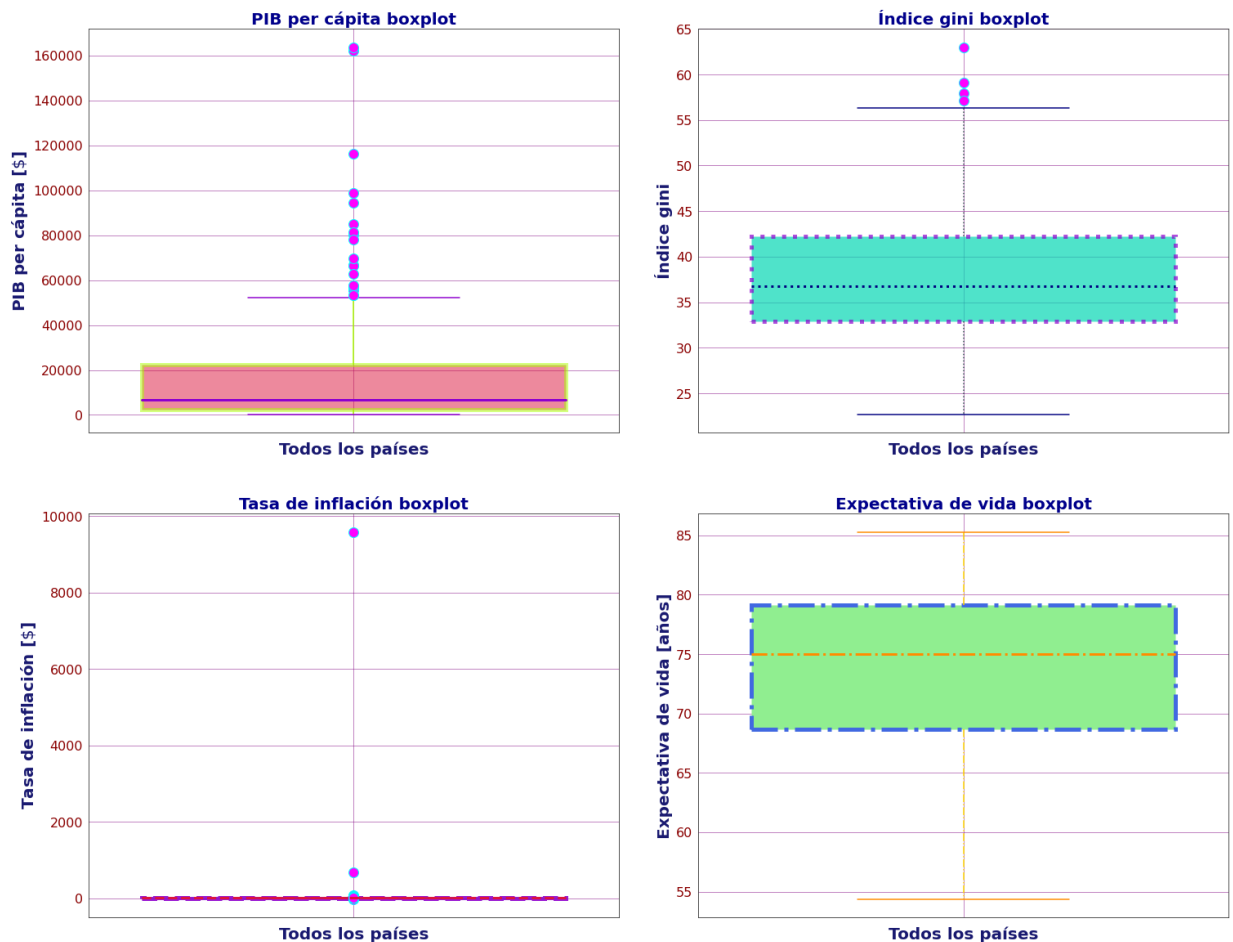 PIB per cápita boxplot
PIB per cápita [$]
160000
140000
120000
100000
80000
60000
40000
20000
0
Todos los países
Índice gini boxplot
Índice gini
65
60
55
50
45
40
35
30
25
Todos los países
Tasa de inflación boxplot
Tasa de inflación [$]
10000
8000
6000
4000
2000
0
Todos los países
Expectativa de vida boxplot
Expectativa de vida [años]
85
80
75
70
65
60
55
Todos los países